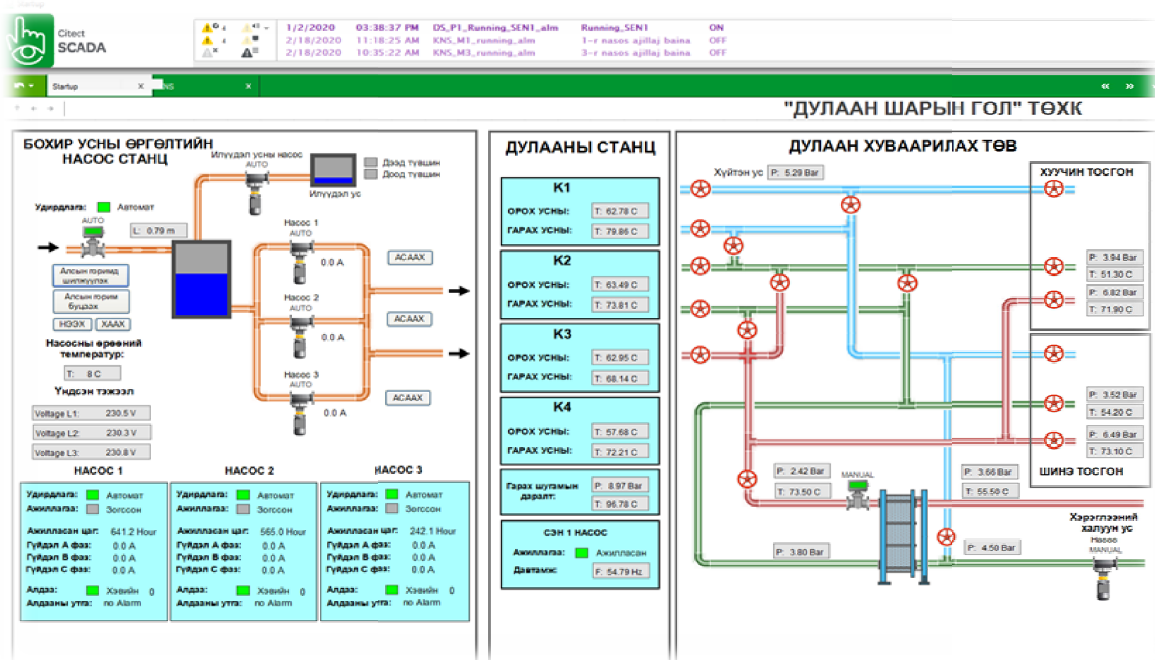 Citect
SCADA
1/2/2020 03:38:37 PM DS_P1_Running_SEN1_alm Running_SEN1 ON
2/18/2020 11:18:25 AM KNS_M1_running_alm 1-r nasos ajillaj baina OFF
2/18/2020 10:35:22 AM KNS_M3_running_alm 3-r nasos ajillaj baina OFF
Startup
NS
"ДУЛААН ШАРЫН ГОЛ" ТӨХК
БОХИР УСНЫ ӨРГӨЛТИЙН
НАСОС СТАНЦ
Илүүдэл усны насос
AUTO
Дээд түвшин
Доод түвшин
Илүүдэл ус
Удирдлага: Автомат
AUTO
L: 0.79 m
Алсын горимд
шилжүүлэх
Алсын горим
буцаах
НЭЭХ ХААХ
Насосны өрөөний
температур:
T: 8 C
Үндсэн тэжээл
Voltage L1: 230.5 V
Voltage L2: 230.3 V
Voltage L3: 230.8 V
Насос 1
AUTO
0.0 A
АСААХ
Насос 2
AUTO
0.0 A
АСААХ
Насос 3
AUTO
0.0 A
АСААХ
НАСОС 1
Удирдлага: Автомат
Ажиллагаа: Зогссон
Ажилласан цаг: 641.2 Hour
Гүйдэл А фаз: 0.0 A
Гүйдэл В фаз: 0.0 A
Гүйдэл С фаз: 0.0 A
Алдаа: Хэвийн 0
Алдааны утга: no Alarm
НАСОС 2
Удирдлага: Автомат
Ажиллагаа: Зогссон
Ажилласан цаг: 565.0 Hour
Гүйдэл А фаз: 0.0 A
Гүйдэл В фаз: 0.0 A
Гүйдэл С фаз: 0.0 A
Алдаа: Хэвийн 0
Алдааны утга: no Alarm
НАСОС 3
Удирдлага: Автомат
Ажиллагаа: Зогссон
Ажилласан цаг: 242.1 Hour
Гүйдэл А фаз: 0.0 A
Гүйдэл В фаз: 0.0 A
Гүйдэл С фаз: 0.0 A
Алдаа: Хэвийн 0
Алдааны утга: no Alarm
ДУЛААНЫ СТАНЦ
К1
ОРОХ УСНЫ: T: 62.78 C
ГАРАХ УСНЫ: T: 79.86 C
К2
ОРОХ УСНЫ: T: 63.49 C
ГАРАХ УСНЫ: T: 73.81 C
К3
ОРОХ УСНЫ: T: 62.95 C
ГАРАХ УСНЫ: T: 68.14 C
К4
ОРОХ УСНЫ: T: 57.68 C
ГАРАХ УСНЫ: T: 72.21 C
Гарах шугамын
даралт:
P: 8.97 Bar
T: 96.78 C
СЭН 1 НАСОС
Ажиллагаа: Ажилласан
Давтамж: F: 54.79 Hz
ДУЛААН ХУВААРИЛАХ ТӨВ
Хүйтэн ус P: 5.29 Bar
ХУУЧИН ТОСГОН
P: 3.94 Bar
T: 51.30 C
P: 6.82 Bar
T: 71.90 C
P: 3.52 Bar
T: 54.20 C
P: 6.49 Bar
T: 73.10 C
ШИНЭ ТОСГОН
P: 2.42 Bar
T: 73.50 C
MANUAL
P: 3.66 Bar
T: 55.50 C
P: 3.80 Bar
P: 4.50 Bar
Хэрэглээний
халуун ус
Насос
MANUAL